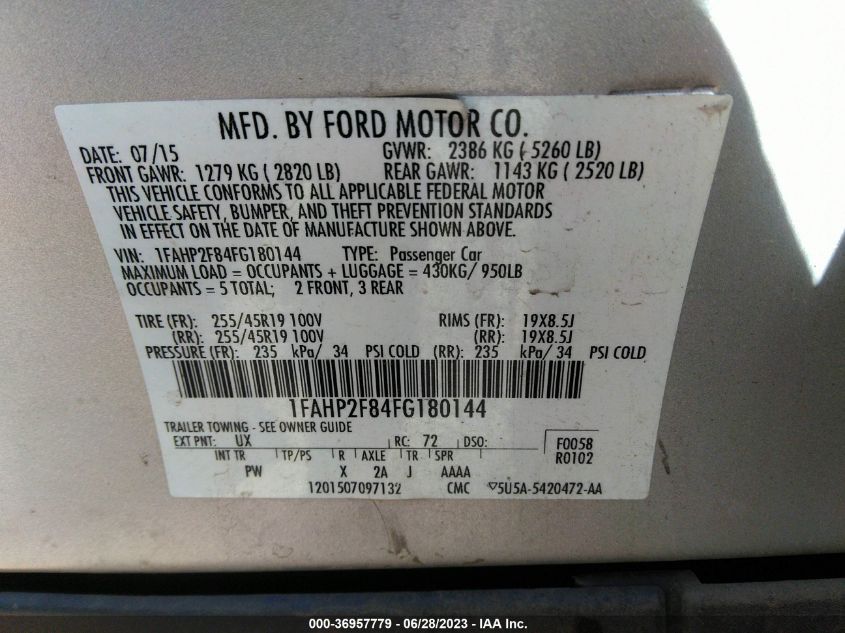 MFD. BY FORD MOTOR CO.
DATE: 07/15 GVWR: 2386 KG ( 5260 LB)
FRONT GAWR: 1279 KG ( 2820 LB) REAR GAWR: 1143 KG ( 2520 LB)
THIS VEHICLE CONFORMS TO ALL APPLICABLE FEDERAL MOTOR
VEHICLE SAFETY, BUMPER, AND THEFT PREVENTION STANDARDS
IN EFFECT ON THE DATE OF MANUFACTURE SHOWN ABOVE.
VIN: 1FAHP2F84FG180144 TYPE: Passenger Car
MAXIMUM LOAD = OCCUPANTS + LUGGAGE = 430KG/ 950LB
OCCUPANTS = 5 TOTAL; 2 FRONT, 3 REAR
TIRE (FR): 255/45R19 100V RIMS (FR): 19X8.5J
(RR): 255/45R19 100V (RR): 19X8.5J
PRESSURE (FR): 235 kPa/ 34 PSI COLD (RR): 235 kPa/ 34 PSI COLD
1FAHP2F84FG180144
TRAILER TOWING - SEE OWNER GUIDE
EXT PNT: UX RC: 72 DSO: F0058
INT TR TP/PS R AXLE TR SPR R0102
PW X 2A J AAAA
1201507097132 CMC ▽5U5A-5420472-AA
000-36957779 - 06/28/2023 - IAA Inc.